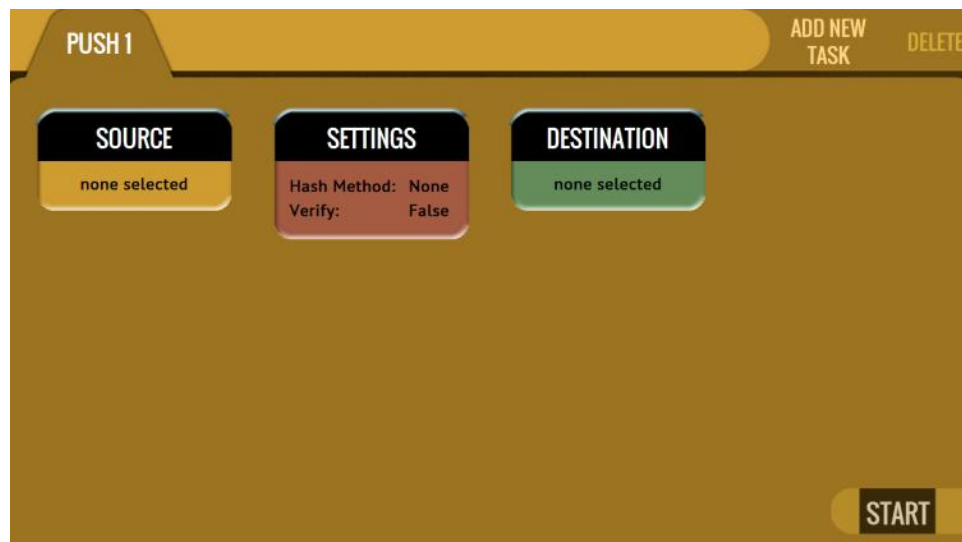 PUSH 1
ADD NEW
TASK
DELETE
SOURCE
none selected
SETTINGS
Hash Method: None
Verify: False
DESTINATION
none selected
START